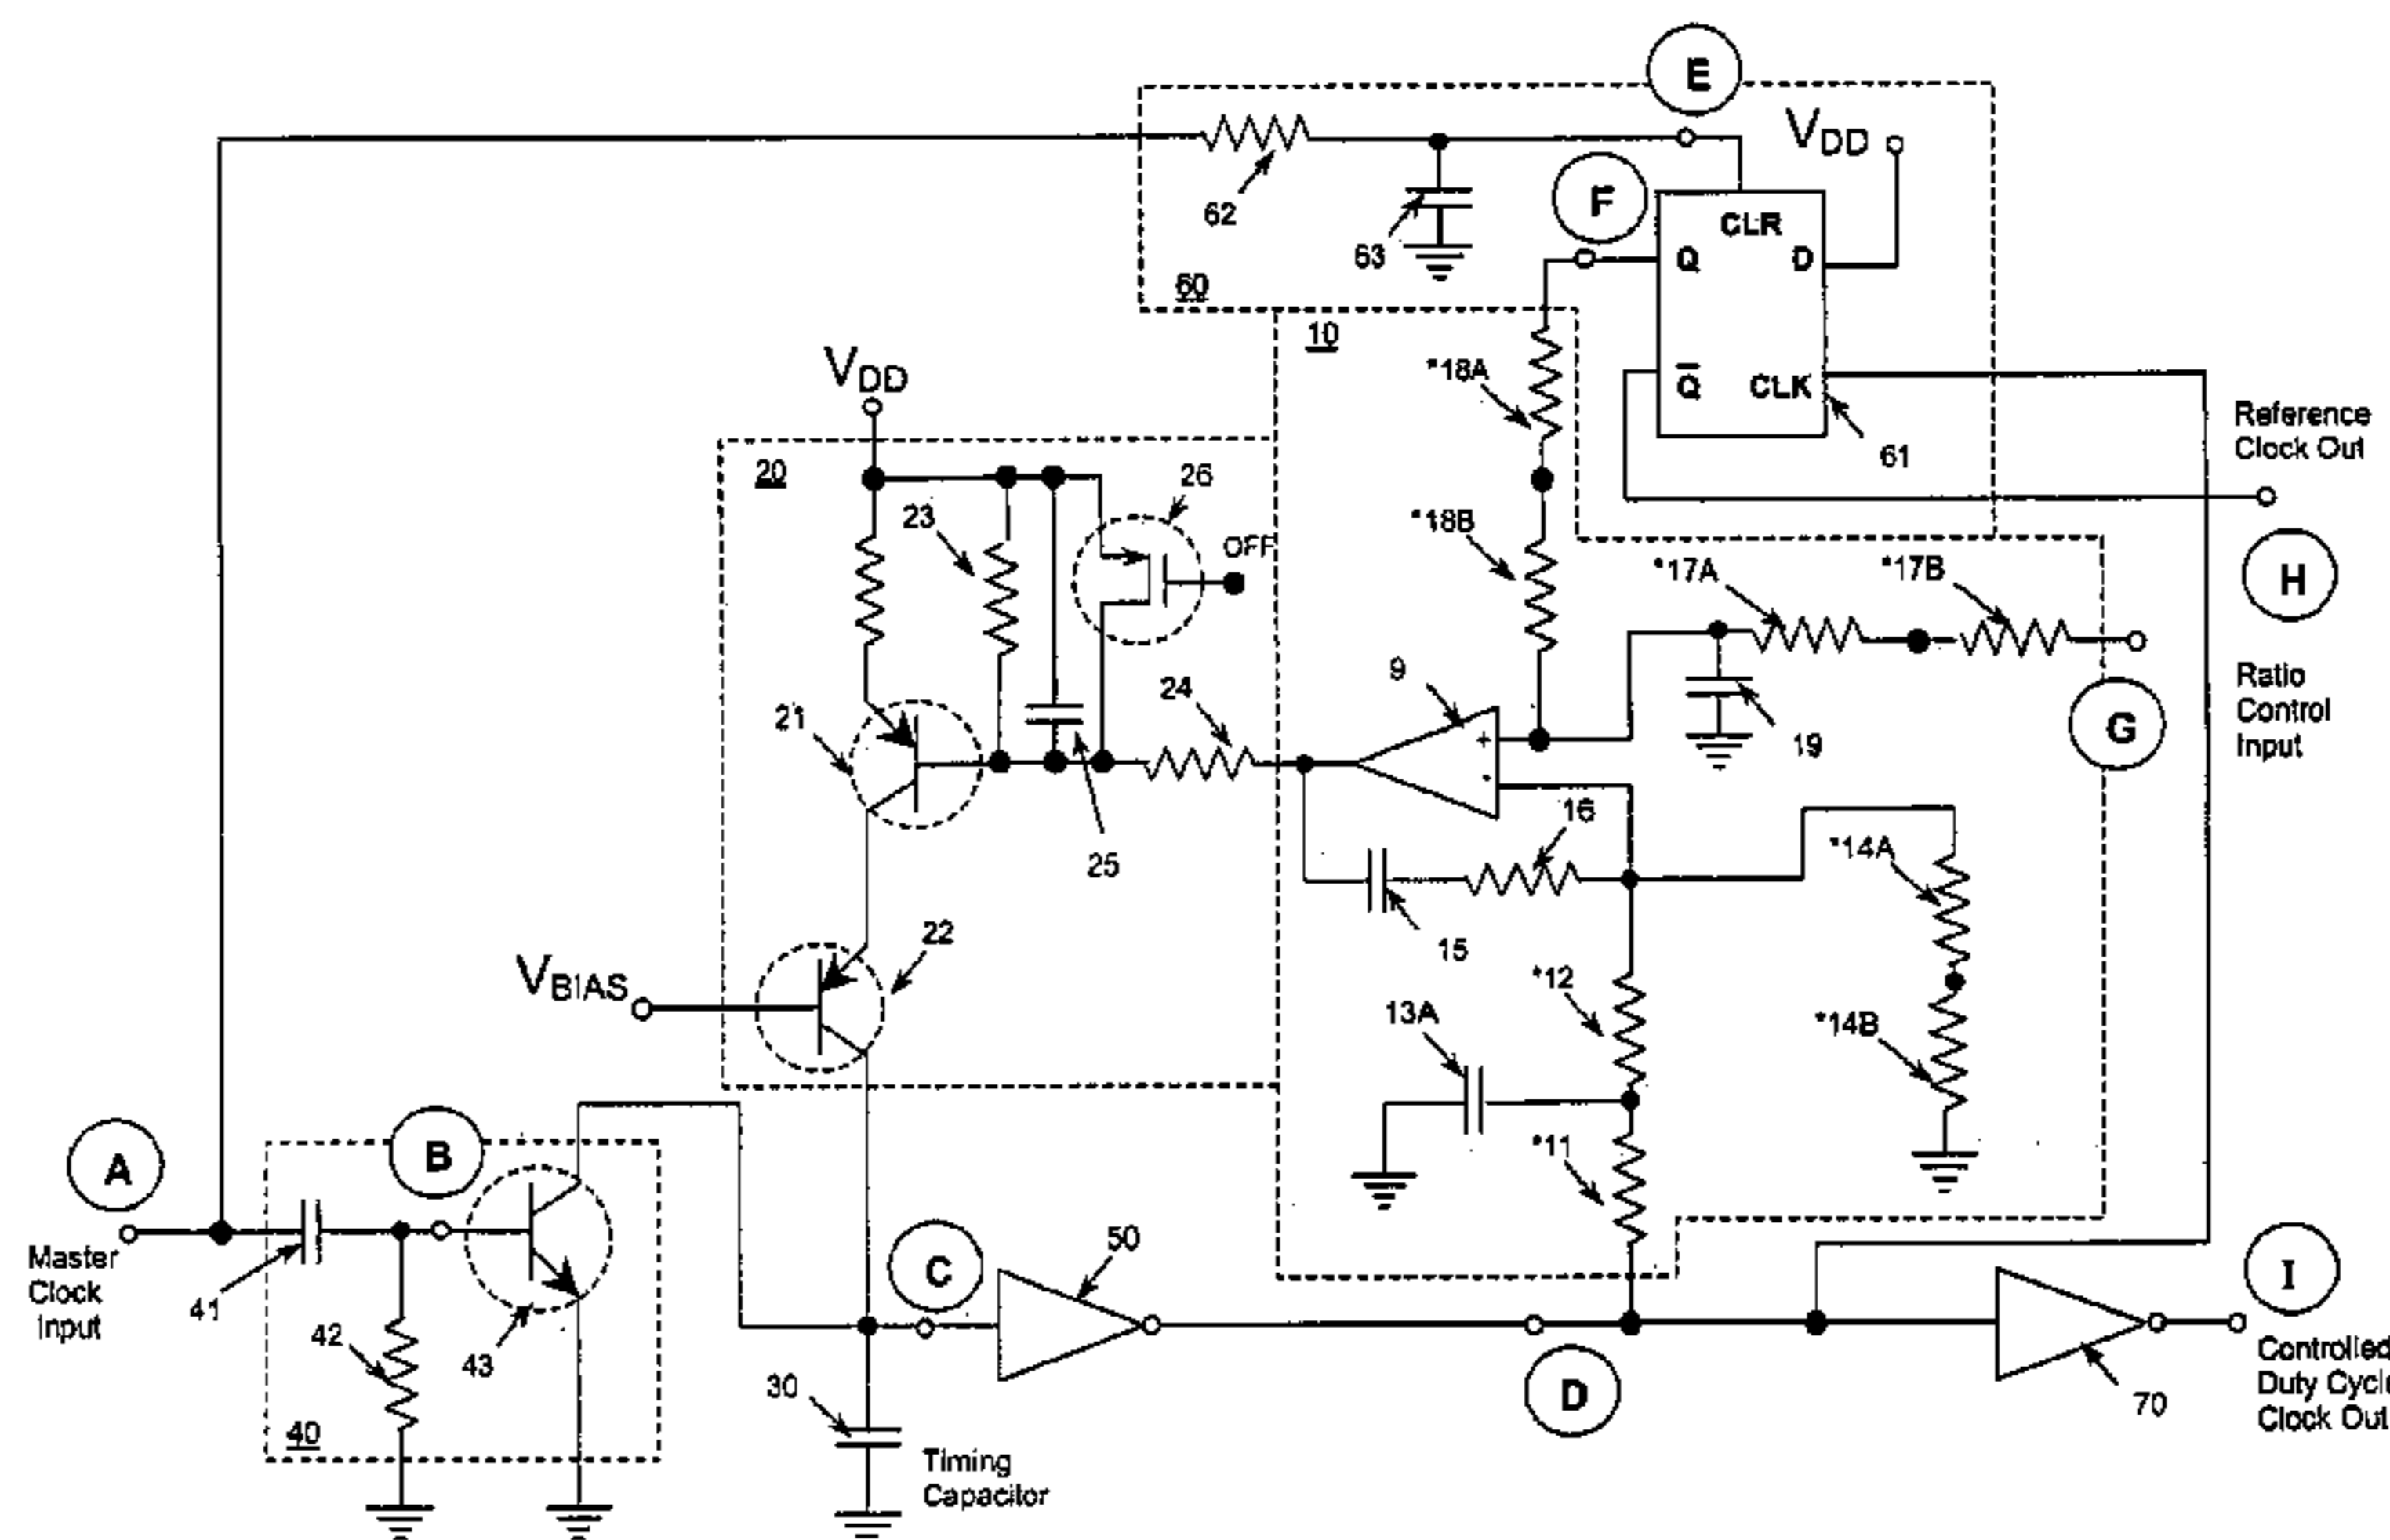 E
VDD
62
63
F
CLR
Q
D
60
10
*18A
Q̅
CLK
61
Reference
Clock Out
H
VDD
20
26
23
OFF
*18B
*17A
*17B
21
24
9
19
Ratio
Control
Input
G
25
16
15
*14A
22
VBIAS
*12
13A
*14B
*11
A
B
Master
Clock
Input
41
42
43
40
C
50
30
Timing
Capacitor
D
I
70
Controlled
Duty Cycl
Clock Out